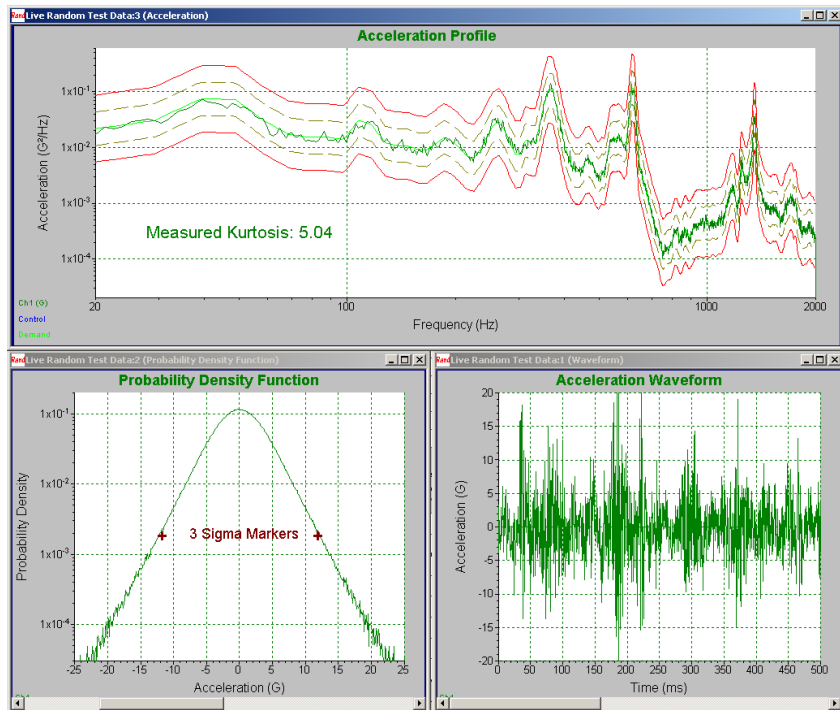 Rand Live Random Test Data:3 (Acceleration)
Acceleration Profile
Acceleration (G²/Hz)
1x10⁻¹
1x10⁻²
1x10⁻³
1x10⁻⁴
Measured Kurtosis: 5.04
Ch1 (G)
Control
Demand
20
100
1000
2000
Frequency (Hz)
Rand Live Random Test Data:2 (Probability Density Function)
Probability Density Function
Probability Density
1x10⁻¹
1x10⁻²
1x10⁻³
1x10⁻⁴
3 Sigma Markers
-25 -20 -15 -10 -5 0 5 10 15 20 25
Acceleration (G)
Rand Live Random Test Data:1 (Waveform)
Acceleration Waveform
Acceleration (G)
20
15
10
5
0
-5
-10
-15
-20
0 50 100 150 200 250 300 350 400 450 500
Time (ms)